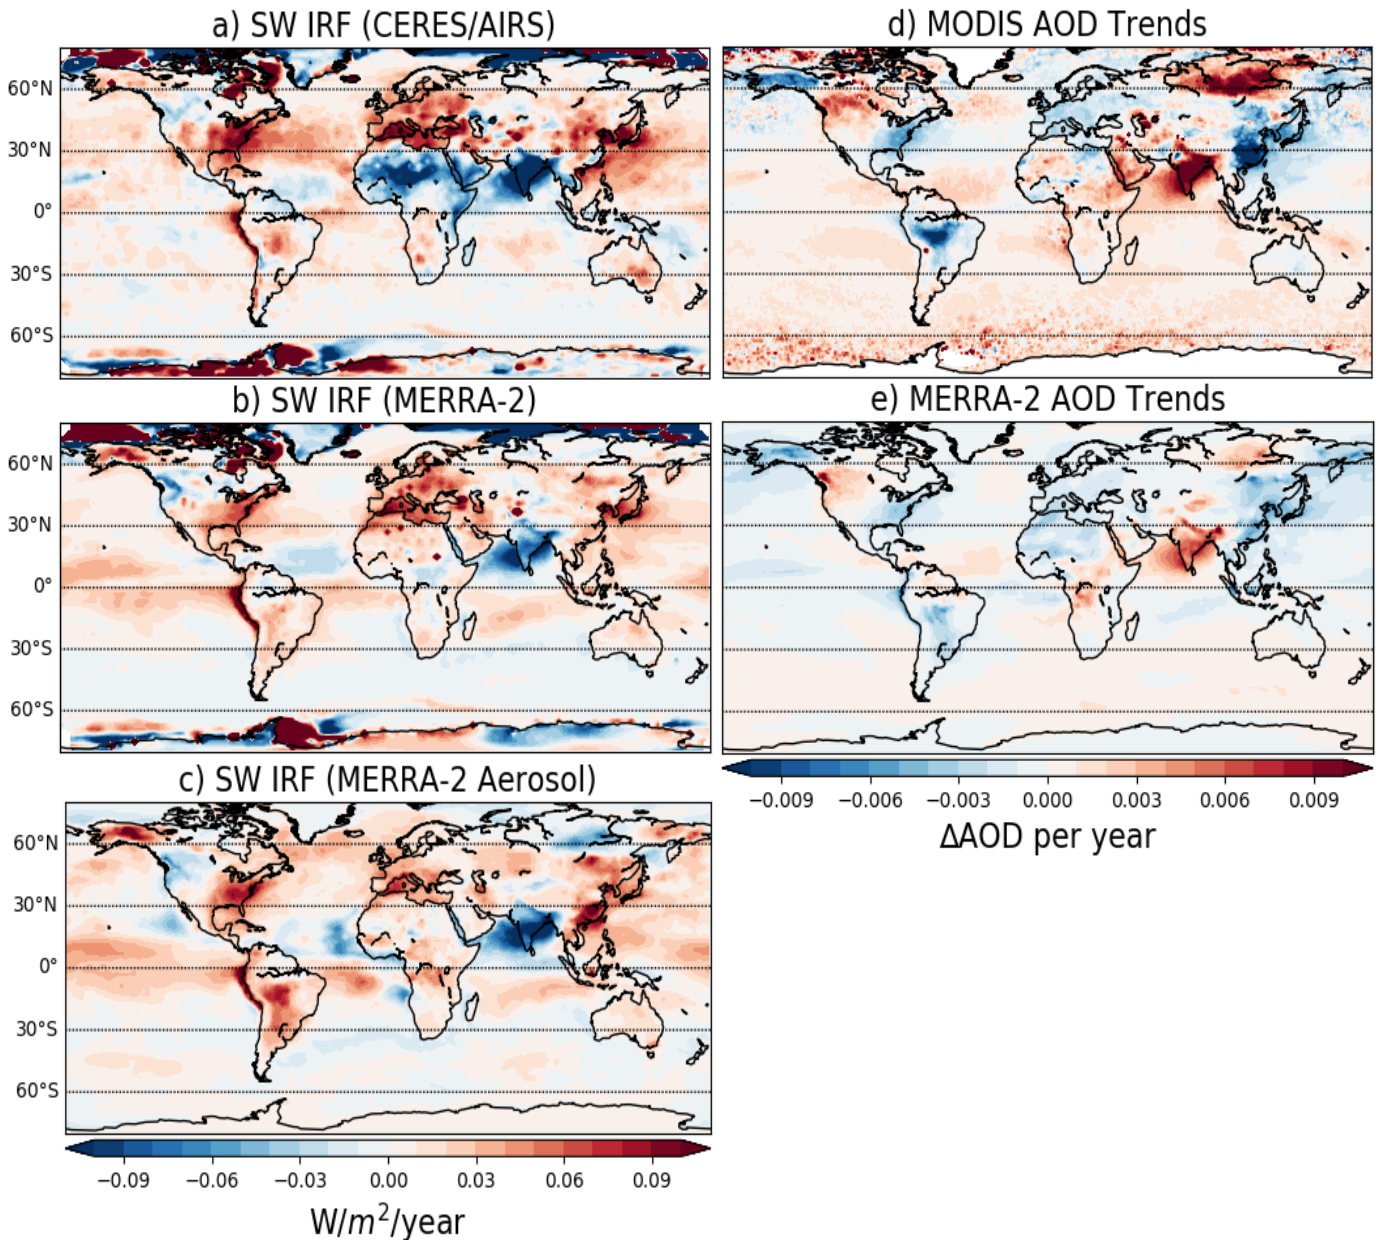 a) SW IRF (CERES/AIRS)
60°N
30°N
0°
30°S
60°S
d) MODIS AOD Trends
b) SW IRF (MERRA-2)
60°N
30°N
0°
30°S
60°S
e) MERRA-2 AOD Trends
−0.009 −0.006 −0.003 0.000 0.003 0.006 0.009
ΔAOD per year
c) SW IRF (MERRA-2 Aerosol)
60°N
30°N
0°
30°S
60°S
−0.09 −0.06 −0.03 0.00 0.03 0.06 0.09
W/m²/year